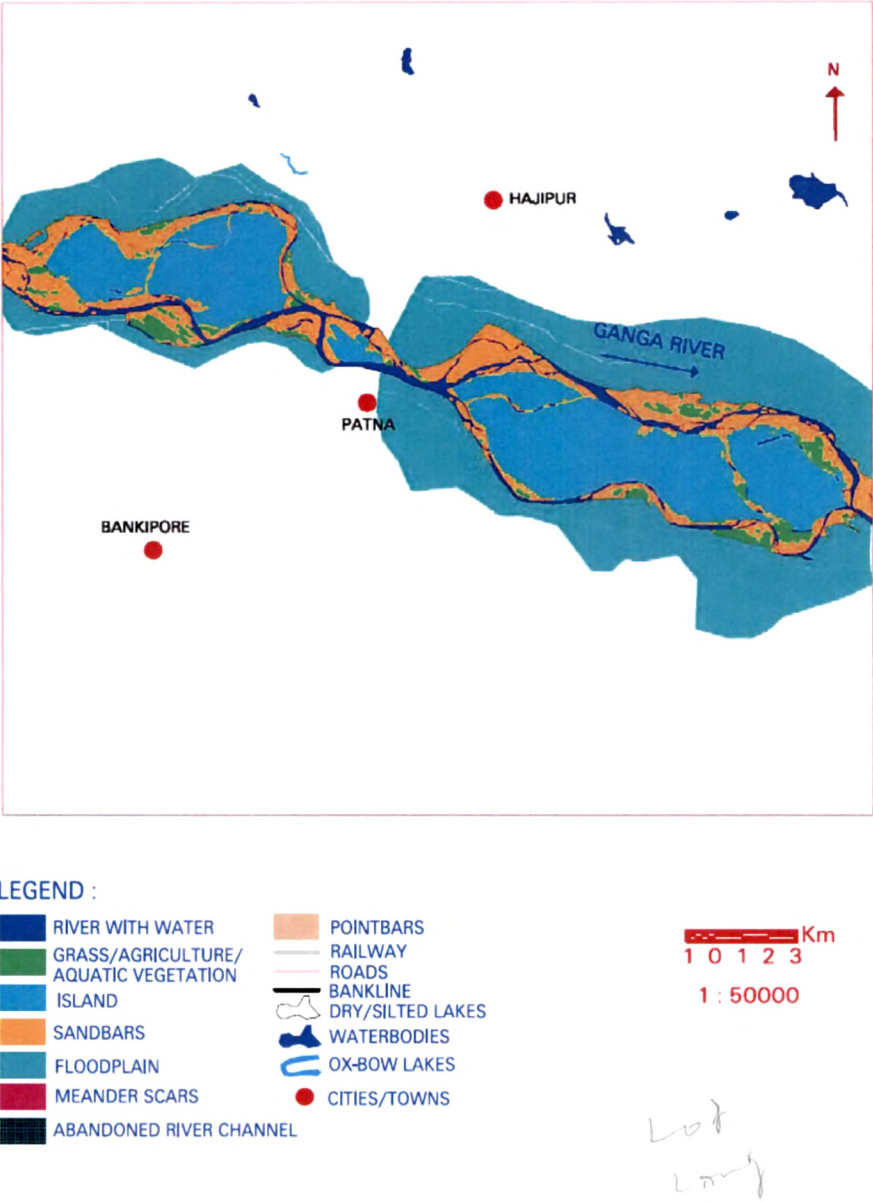 N
HAJIPUR
GANGA RIVER
PATNA
BANKIPORE
LEGEND :
RIVER WITH WATER
GRASS/AGRICULTURE/
AQUATIC VEGETATION
ISLAND
SANDBARS
FLOODPLAIN
MEANDER SCARS
ABANDONED RIVER CHANNEL
POINTBARS
RAILWAY
ROADS
BANKLINE
DRY/SILTED LAKES
WATERBODIES
OX-BOW LAKES
CITIES/TOWNS
Km
1 0 1 2 3
1 : 50000